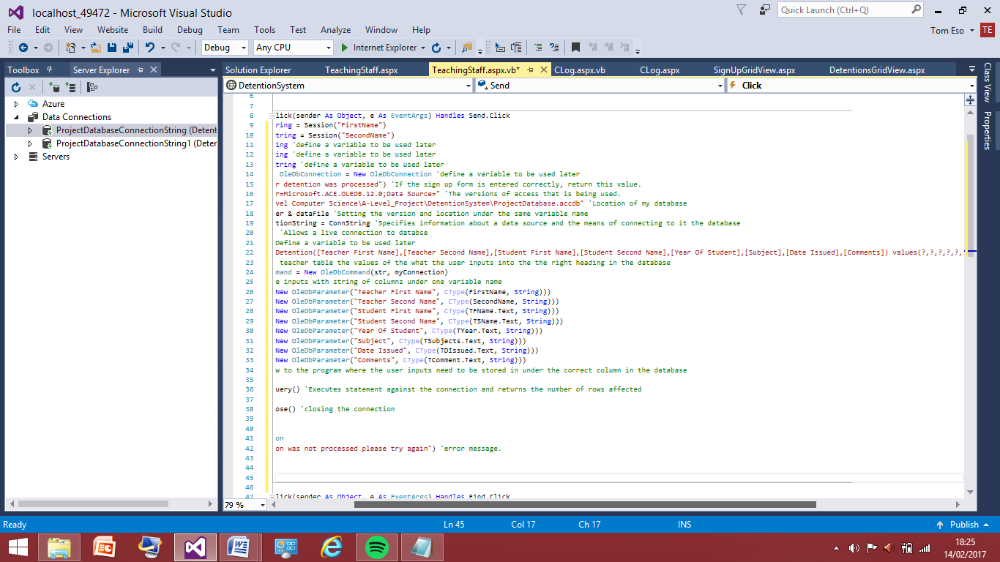 localhost_49472 - Microsoft Visual Studio
Quick Launch (Ctrl+Q)
File Edit View Website Build Debug Team Tools Test Analyze Window Help
Tom Eso TE
Debug Any CPU Internet Explorer
Toolbox Server Explorer
Solution Explorer TeachingStaff.aspx TeachingStaff.aspx.vb* CLog.aspx.vb CLog.aspx SignUpGridView.aspx DetentionsGridView.aspx
Class View
Properties
DetentionSystem Send Click
Azure
Data Connections
ProjectDatabaseConnectionString (Detent
ProjectDatabaseConnectionString1 (Deter
Servers
6
7
8 lick(sender As Object, e As EventArgs) Handles Send.Click
9 ring = Session("FirstName")
10 tring = Session("SecondName")
11 ing 'define a variable to be used later
12 ing 'define a variable to be used later
13 tring 'define a variable to be used later
14 OleDbConnection = New OleDbConnection 'define a variable to be used later
15 r detention was processed") 'If the sign up form is entered correctly, return this value.
16 r=Microsoft.ACE.OLEDB.12.0;Data Source=" 'The versions of access that is being used.
17 vel Computer Science\A-Level_Project\DetentionSystem\ProjectDatabase.accdb" 'Location of my database
18 er & dataFile 'Setting the version and location under the same variable name
19 tionString = ConnString 'Specifies information about a data source and the means of connecting to it the database
20 'Allows a live connection to databse
21 Define a variable to be used later
22 Detention([Teacher First Name],[Teacher Second Name],[Student First Name],[Student Second Name],[Year Of Student],[Subject],[Date Issued],[Comments]) values(?,?,?,?,?,
23 teacher table the values of the what the user inputs into the the right heading in the database
24 mand = New OleDbCommand(str, myConnection)
25 e inputs with string of columns under one variable name
26 New OleDbParameter("Teacher First Name", CType(FirstName, String)))
27 New OleDbParameter("Teacher Second Name", CType(SecondName, String)))
28 New OleDbParameter("Student First Name", CType(TFName.Text, String)))
29 New OleDbParameter("Student Second Name", CType(TSName.Text, String)))
30 New OleDbParameter("Year Of Student", CType(TYear.Text, String)))
31 New OleDbParameter("Subject", CType(TSubjects.Text, String)))
32 New OleDbParameter("Date Issued", CType(TDIssued.Text, String)))
33 New OleDbParameter("Comments", CType(TComment.Text, String)))
34 w to the program where the user inputs need to be stored in under the correct column in the database
35
36 uery() 'Executes statement against the connection and returns the number of rows affected
37
38 ose() 'closing the connection
39
40
41 on
42 on was not processed please try again") 'error message.
43
44
45
46
47 lick(sender As Object, e As EventArgs) Handles Find.Click
79 %
Ready Ln 45 Col 17 Ch 17 INS Publish
18:25
14/02/2017